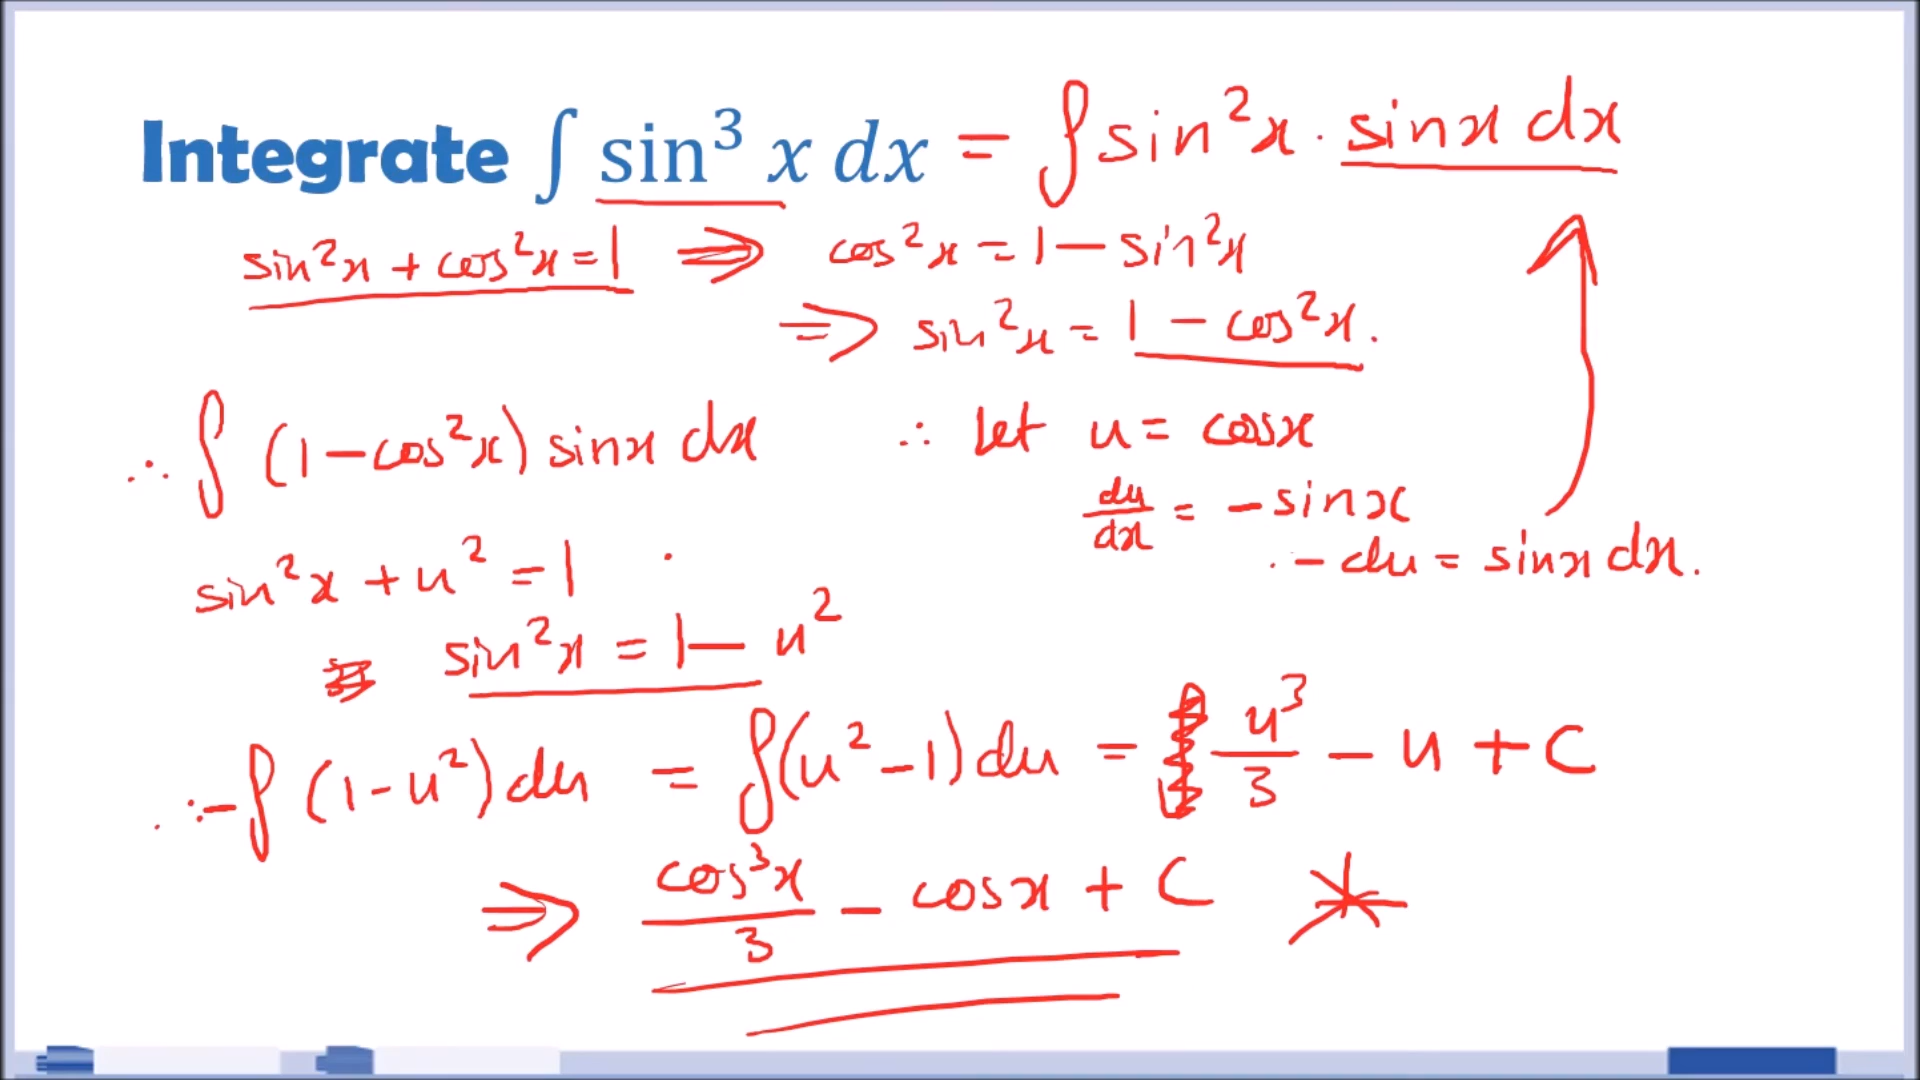 Integrate ∫ sin³ x dx = ∫ sin²x · sinx dx
sin²x + cos²x = 1 ⇒ cos²x = 1 − sin²x
⇒ sin²x = 1 − cos²x.
∴ ∫ (1 − cos²x) sinx dx ∴ let u = cosx
du/dx = −sinx
sin²x + u² = 1 ∴ −du = sinx dx.
sin²x = 1 − u²
∴ −∫ (1 − u²) du = ∫(u² − 1) du = u³/3 − u + C
⇒ cos³x/3 − cosx + C *